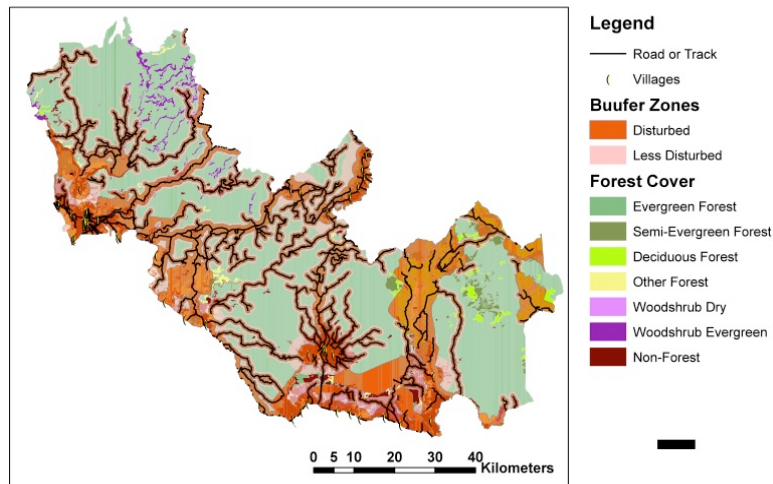 Legend
Road or Track
Villages
Buufer Zones
Disturbed
Less Disturbed
Forest Cover
Evergreen Forest
Semi-Evergreen Forest
Deciduous Forest
Other Forest
Woodshrub Dry
Woodshrub Evergreen
Non-Forest
0 5 10 20 30 40
Kilometers